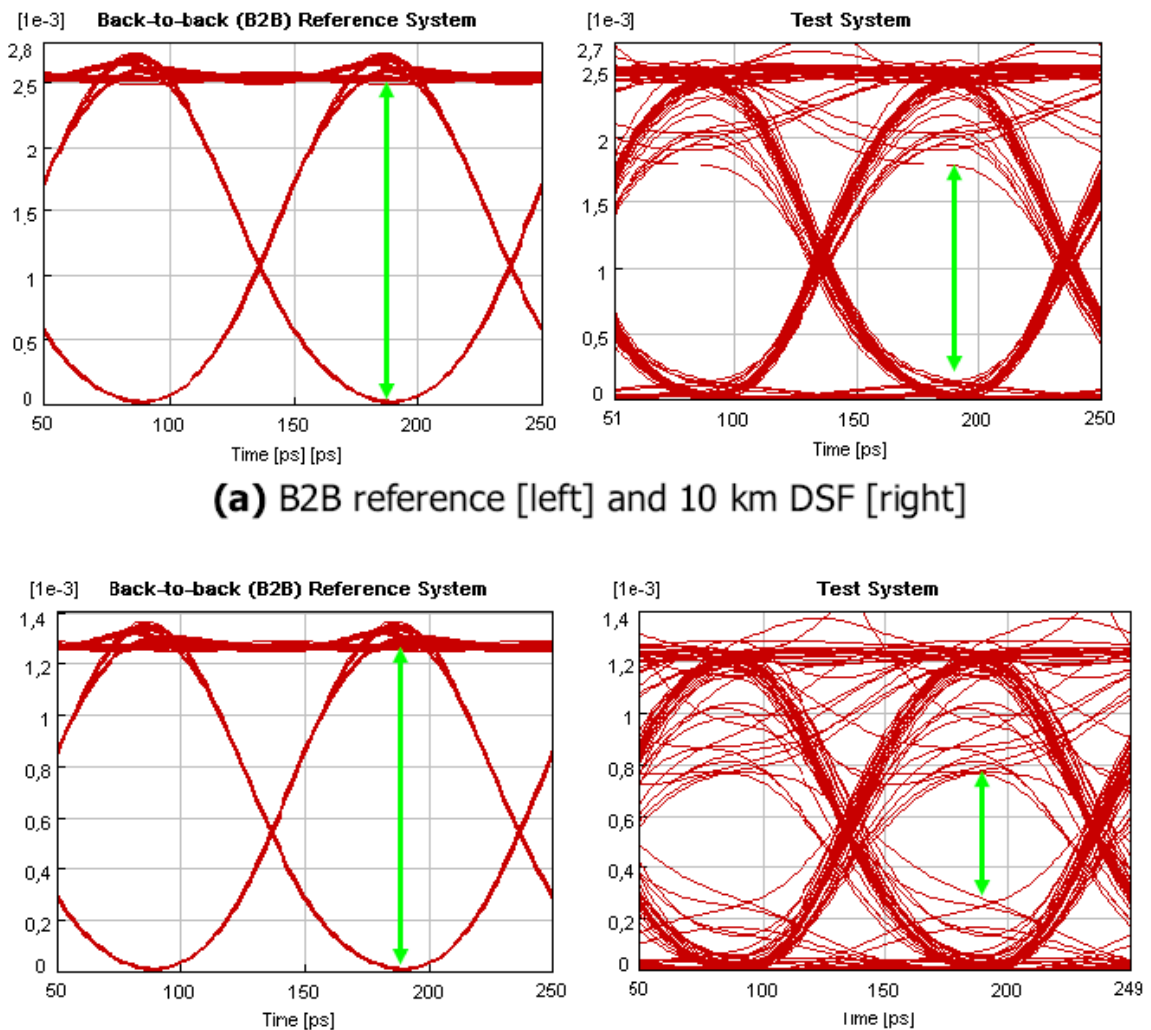 [1e-3] Back-to-back (B2B) Reference System
2,8
2.5
2
1.5
1
0,5
0
50 100 150 200 250
Time [ps] [ps]
[1e-3] Test System
2,7
2,5
2
1,5
1
0,5
0
51 100 150 200 250
Time [ps]
(a) B2B reference [left] and 10 km DSF [right]
[1e-3] Back-to-back (B2B) Reference System
1,4
1,2
1
0,8
0,6
0,4
0,2
0
50 100 150 200 250
Time [ps]
[1e-3] Test System
1,4
1,2
1
0,8
0,6
0,4
0,2
0
50 100 150 200 249
Time [ps]